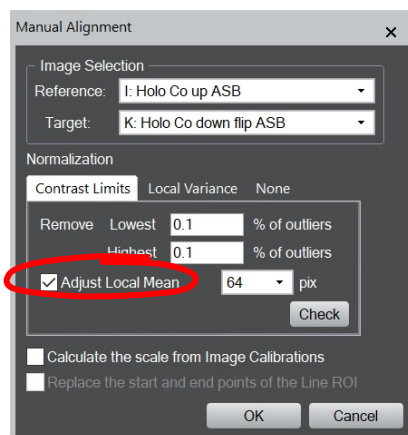 Manual Alignment
Image Selection
Reference: I: Holo Co up ASB
Target: K: Holo Co down flip ASB
Normalization
Contrast Limits Local Variance None
Remove Lowest 0.1 % of outliers
Highest 0.1 % of outliers
Adjust Local Mean 64 pix
Check
Calculate the scale from Image Calibrations
Replace the start and end points of the Line ROI
OK Cancel